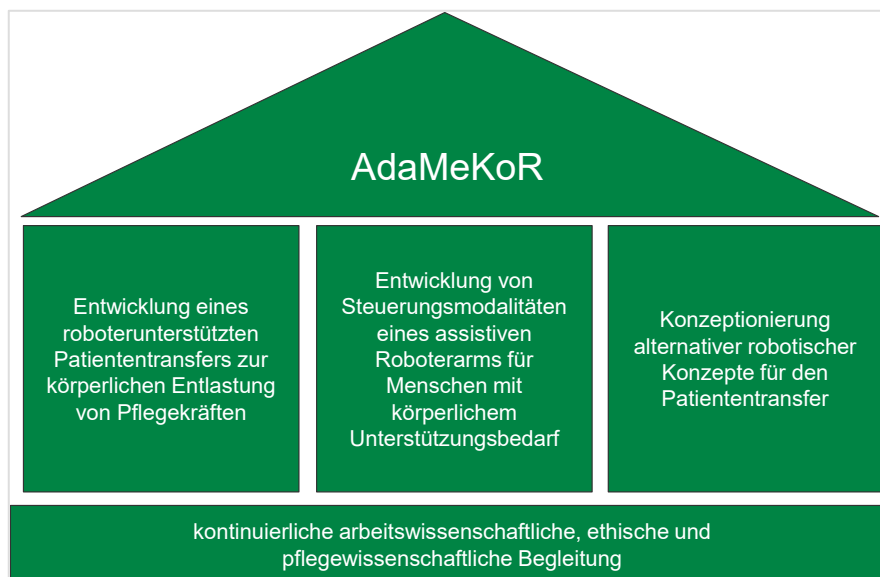 AdaMeKoR
Entwicklung eines
roboterunterstützten
Patiententransfers zur
körperlichen Entlastung
von Pflegekräften
Entwicklung von
Steuerungsmodalitäten
eines assistiven
Roboterarms für
Menschen mit
körperlichem
Unterstützungsbedarf
Konzeptionierung
alternativer robotischer
Konzepte für den
Patiententransfer
kontinuierliche arbeitswissenschaftliche, ethische und
pflegewissenschaftliche Begleitung